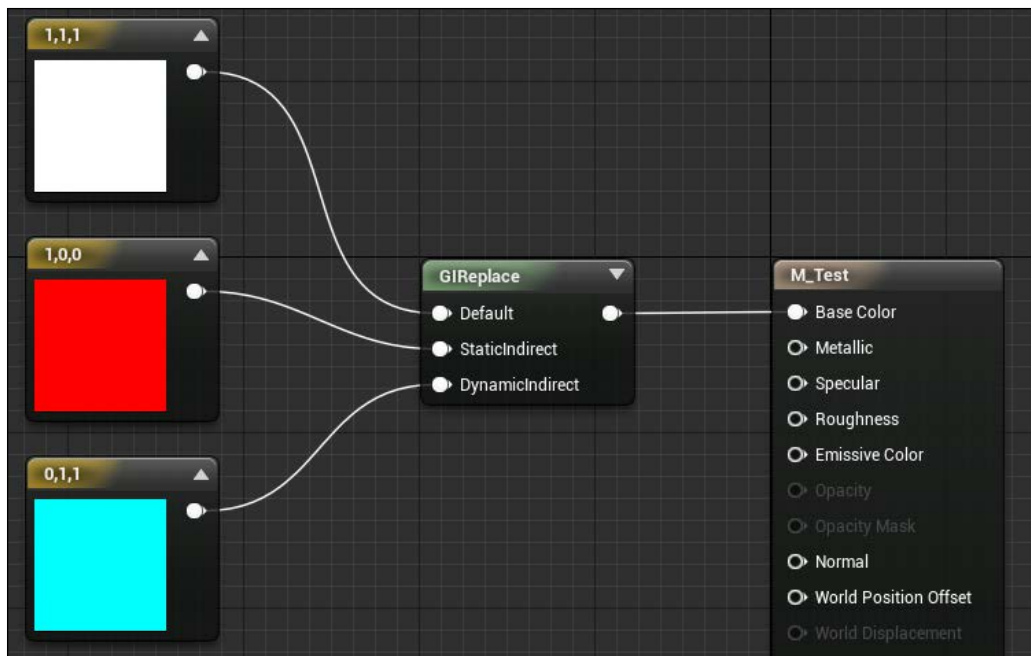 1,1,1
1,0,0
0,1,1
GIReplace
Default
StaticIndirect
DynamicIndirect
M_Test
Base Color
Metallic
Specular
Roughness
Emissive Color
Opacity
Opacity Mask
Normal
World Position Offset
World Displacement